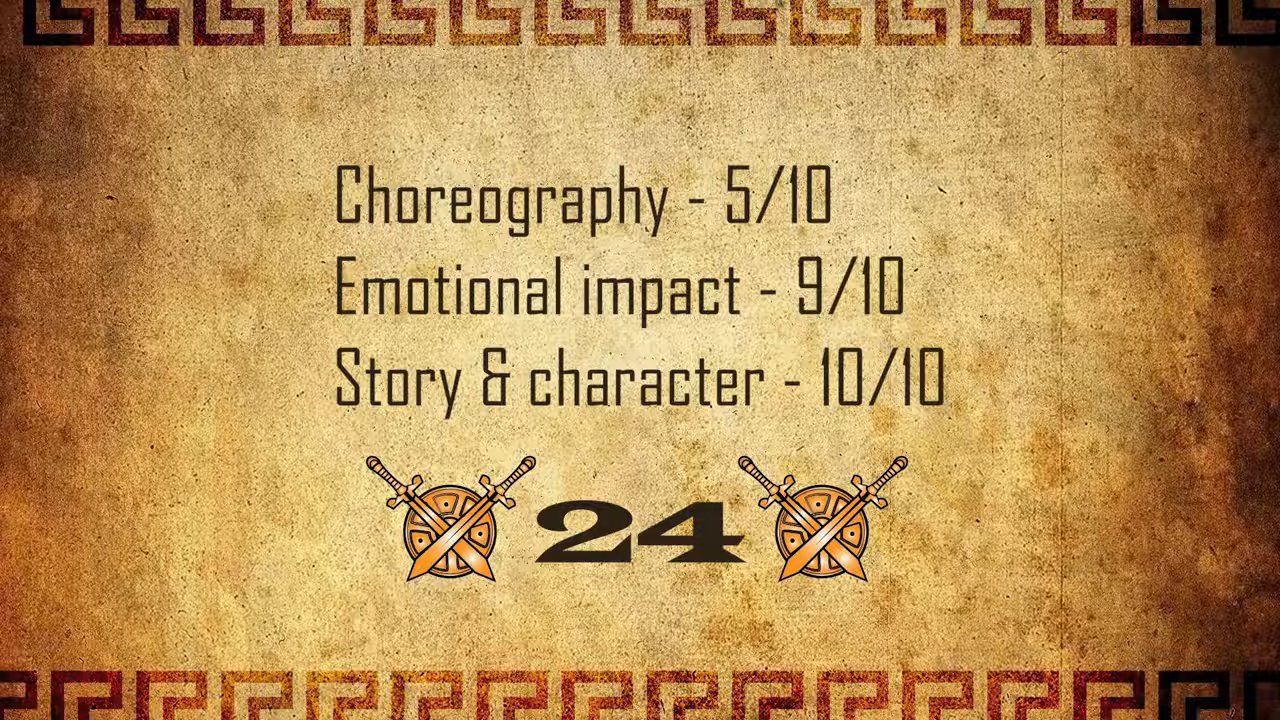 Choreography - 5/10
Emotional impact - 9/10
Story & character - 10/10
24